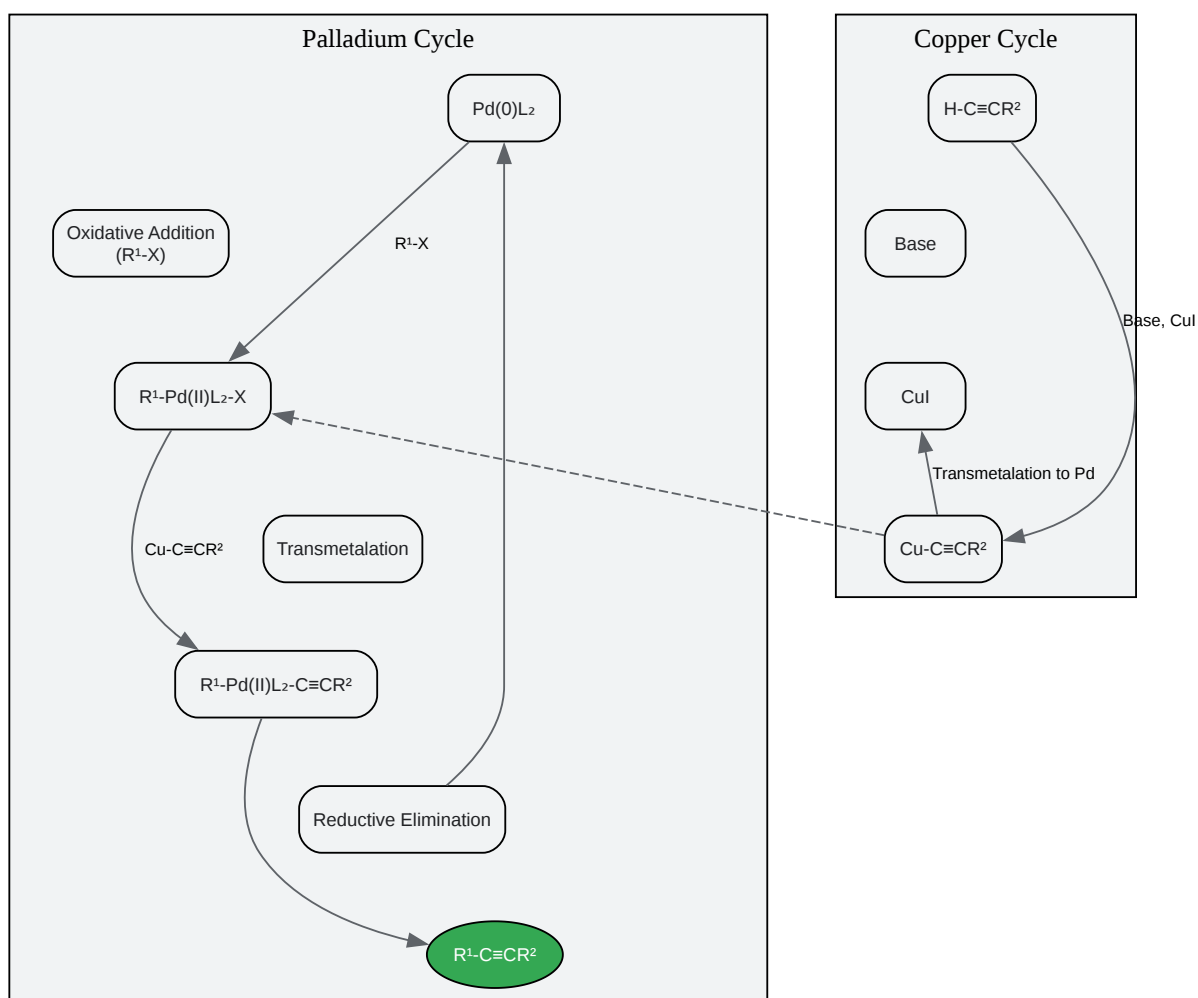 Palladium Cycle
Pd(0)L₂
Oxidative Addition
(R¹-X)
R¹-X
R¹-Pd(II)L₂-X
Cu-C≡CR²
Transmetalation
R¹-Pd(II)L₂-C≡CR²
Reductive Elimination
R¹-C≡CR²
Copper Cycle
H-C≡CR²
Base
Base, CuI
CuI
Transmetalation to Pd
Cu-C≡CR²